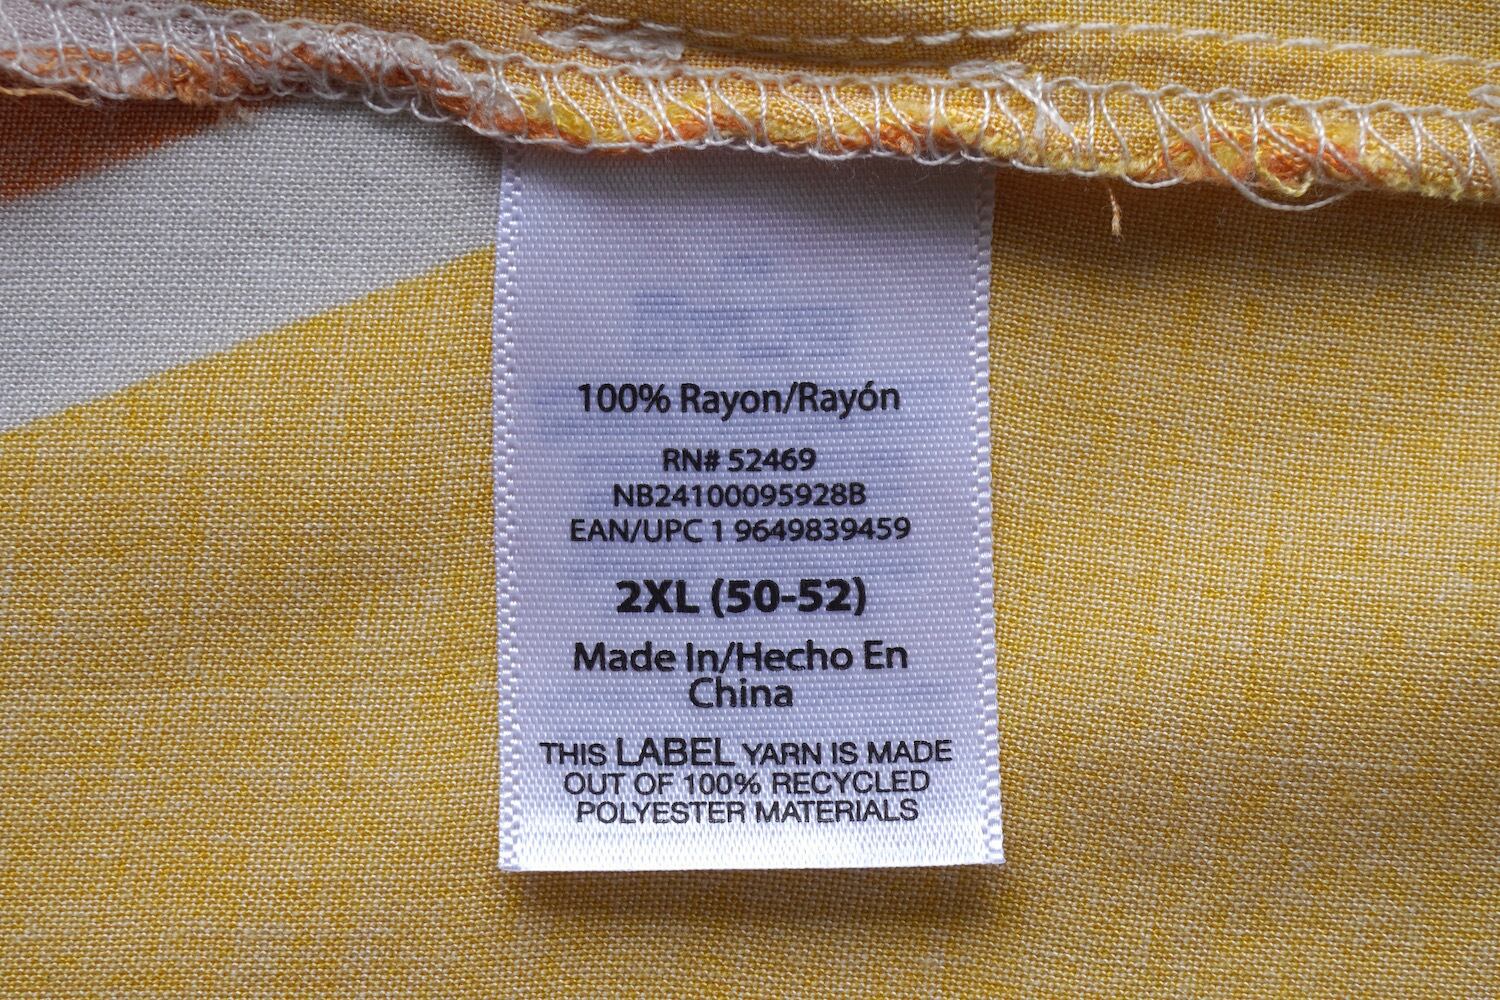 100% Rayon/Rayón
RN# 52469
NB24100095928B
EAN/UPC 1 9649839459
2XL (50-52)
Made In/Hecho En
China
THIS LABEL YARN IS MADE
OUT OF 100% RECYCLED
POLYESTER MATERIALS